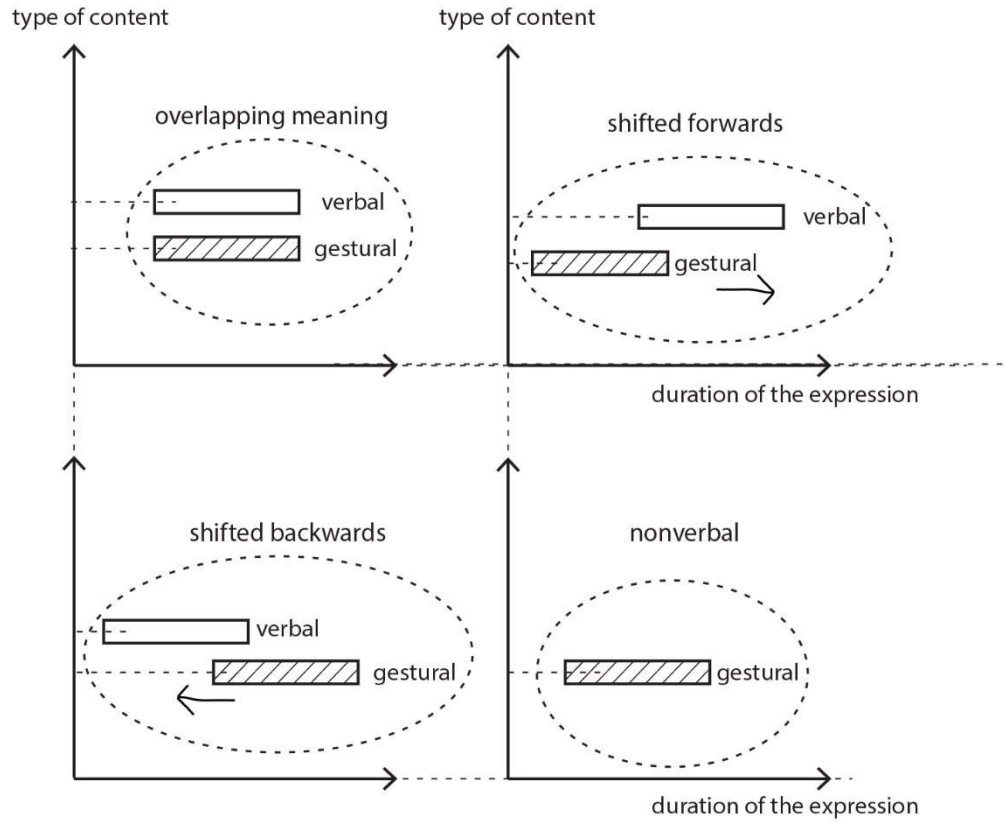 type of content
type of content
overlapping meaning
shifted forwards
verbal
verbal
gestural
gestural
duration of the expression
shifted backwards
nonverbal
verbal
gestural
gestural
duration of the expression